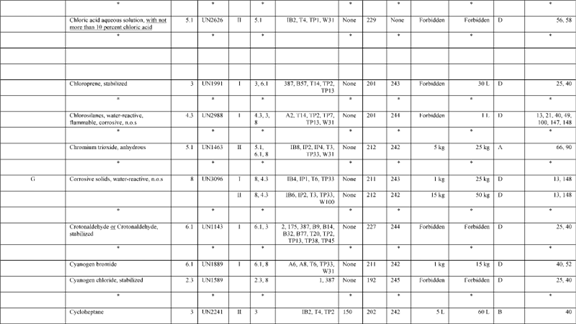 * * * * * * *
Chloric acid aqueous solution, with not more than 10 percent chloric acid 5.1 UN2626 II 5.1 IB2, T4, TP1, W31 None 229 None Forbidden Forbidden D 56, 58
* * * * * * *
* * * * * * *
Chloroprene, stabilized 3 UN1991 I 3, 6.1 387, B57, T14, TP2, TP13 None 201 243 Forbidden 30 L D 25, 40
* * * * * * *
Chlorosilanes, water-reactive, flammable, corrosive, n.o.s 4.3 UN2988 I 4.3, 3, 8 A2, T14, TP2, TP7, TP13, W31 None 201 244 Forbidden 1 L D 13, 21, 40, 49, 100, 147, 148
* * * * * * *
Chromium trioxide, anhydrous 5.1 UN1463 II 5.1, 6.1, 8 IB8, IP2, IP4, T3, TP33, W31 None 212 242 5 kg 25 kg A 66, 90
* * * * * * *
G Corrosive solids, water-reactive, n.o.s 8 UN3096 I 8, 4.3 IB4, IP1, T6, TP33 None 211 243 1 kg 25 kg D 13, 148
II 8, 4.3 IB6, IP2, T3, TP33, W100 None 212 242 15 kg 50 kg D 13, 148
* * * * * * *
Crotonaldehyde or Crotonaldehyde, stabilized 6.1 UN1143 I 6.1, 3 2, 175, 387, B9, B14, B32, B77, T20, TP2, TP13, TP38, TP45 None 227 244 Forbidden Forbidden D 25, 40
* * * * * * *
Cyanogen bromide 6.1 UN1889 I 6.1, 8 A6, A8, T6, TP33, W31 None 211 242 1 kg 15 kg D 40, 52
Cyanogen chloride, stabilized 2.3 UN1589 2.3, 8 1, 387 None 192 245 Forbidden Forbidden D 25, 40
* * * * * * *
Cycloheptane 3 UN2241 II 3 IB2, T4, TP2 150 202 242 5 L 60 L B 40